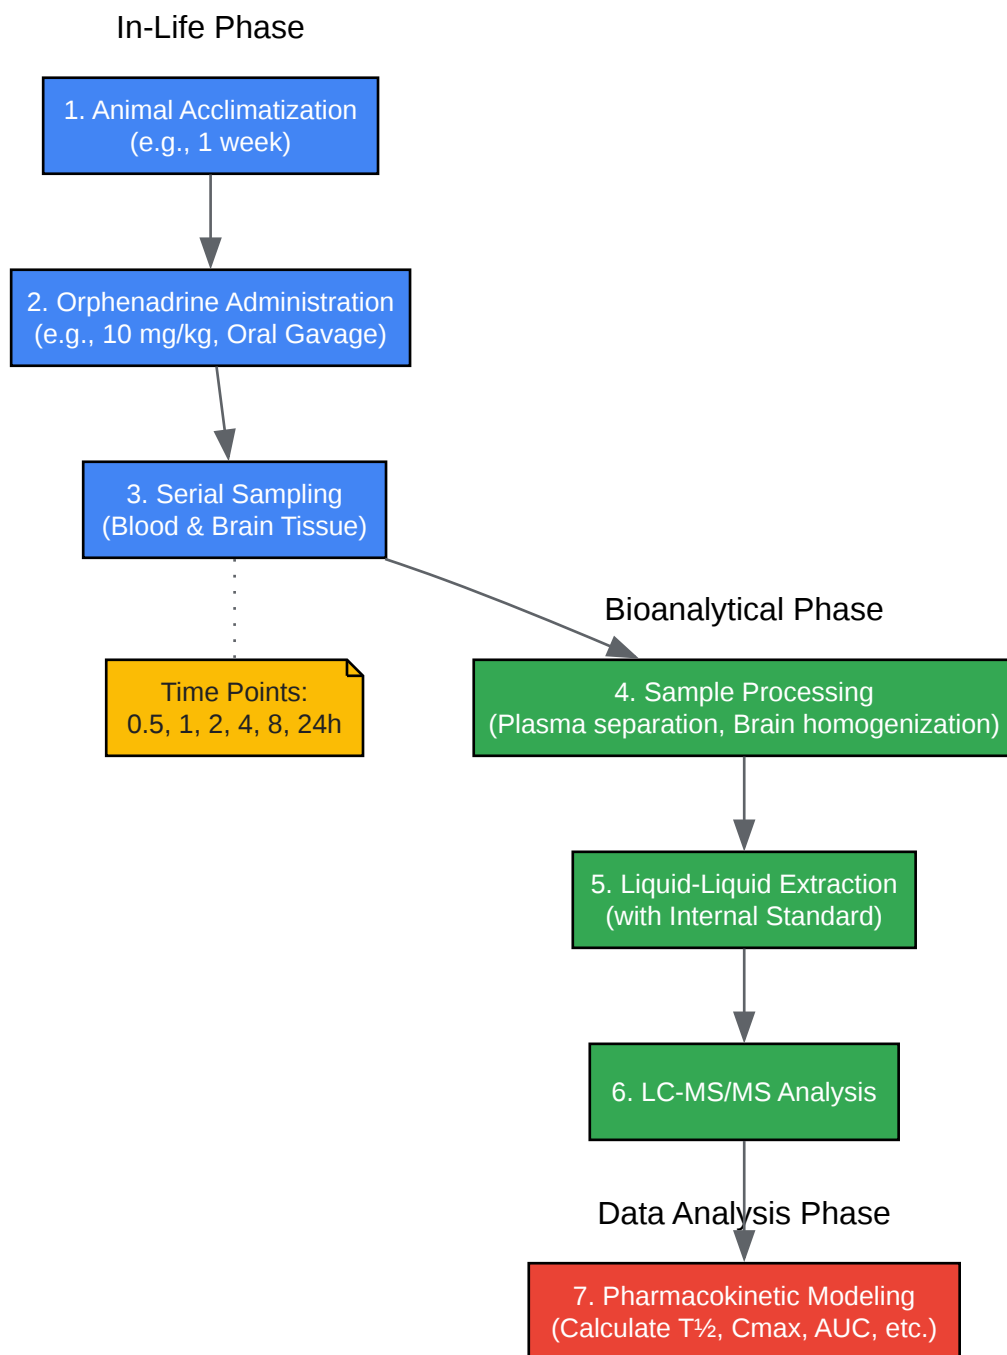 In-Life Phase
1. Animal Acclimatization
(e.g., 1 week)
2. Orphenadrine Administration
(e.g., 10 mg/kg, Oral Gavage)
3. Serial Sampling
(Blood & Brain Tissue)
Time Points:
0.5, 1, 2, 4, 8, 24h
Bioanalytical Phase
4. Sample Processing
(Plasma separation, Brain homogenization)
5. Liquid-Liquid Extraction
(with Internal Standard)
6. LC-MS/MS Analysis
Data Analysis Phase
7. Pharmacokinetic Modeling
(Calculate T½, Cmax, AUC, etc.)